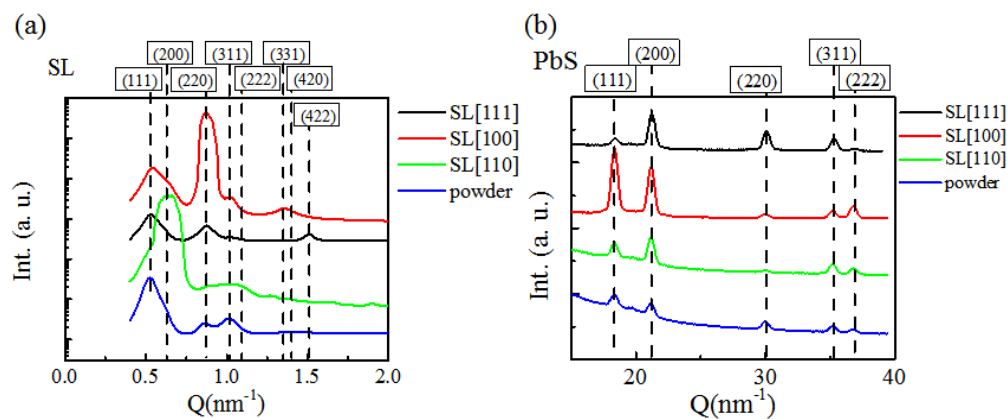 (a)
SL
(200)
(311)
(331)
(111)
(220)
(222)
(420)
(422)
SL[111]
SL[100]
SL[110]
powder
Int. (a. u.)
0.0 0.5 1.0 1.5 2.0
Q(nm⁻¹)
(b)
PbS
(200)
(311)
(111)
(220)
(222)
SL[111]
SL[100]
SL[110]
powder
Int. (a. u.)
20 30 40
Q(nm⁻¹)